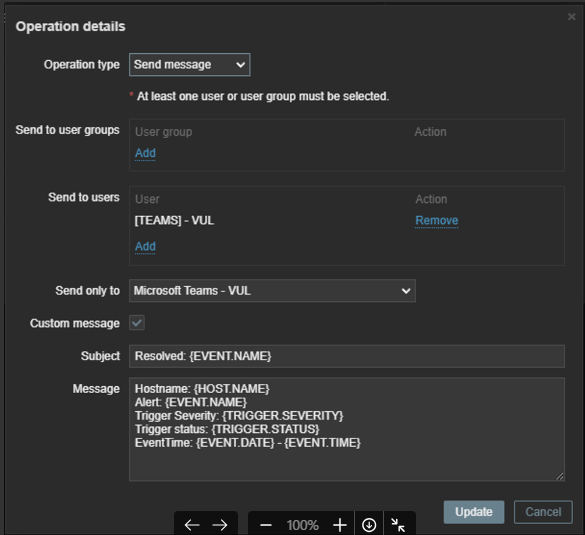 Operation details
Operation type
Send message
* At least one user or user group must be selected.
Send to user groups
User group Action
Add
Send to users
User Action
[TEAMS] - VUL Remove
Add
Send only to
Microsoft Teams - VUL
Custom message
Subject
Resolved: {EVENT.NAME}
Message
Hostname: {HOST.NAME}
Alert: {EVENT.NAME}
Trigger Severity: {TRIGGER.SEVERITY}
Trigger status: {TRIGGER.STATUS}
EventTime: {EVENT.DATE} - {EVENT.TIME}
Update Cancel
100%